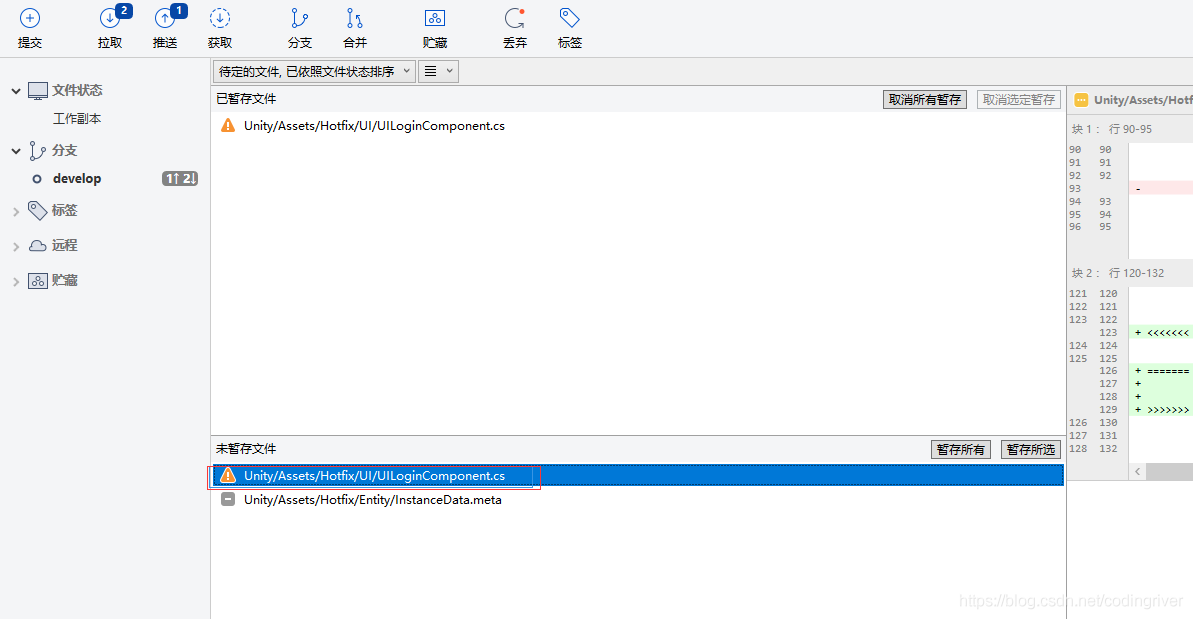 2
1
提交
拉取
推送
获取
分支
合并
贮藏
丢弃
标签
文件状态
工作副本
分支
develop
1↑ 2↓
标签
远程
贮藏
待定的文件, 已依照文件状态排序
已暂存文件
取消所有暂存
取消选定暂存
Unity/Assets/Hotfix/UI/UILoginComponent.cs
未暂存文件
暂存所有
暂存所选
Unity/Assets/Hotfix/UI/UILoginComponent.cs
Unity/Assets/Hotfix/Entity/InstanceData.meta
Unity/Assets/Hotf
块 1： 行 90-95
90 90
91 91
92 92
93 -
94 93
95 94
96 95
块 2： 行 120-132
121 120
122 121
123 122
123 + <<<<<<<
124 124
125 125
126 + =======
127 +
128 +
129 + >>>>>>>
126 130
127 131
128 132
https://blog.csdn.net/codingriver